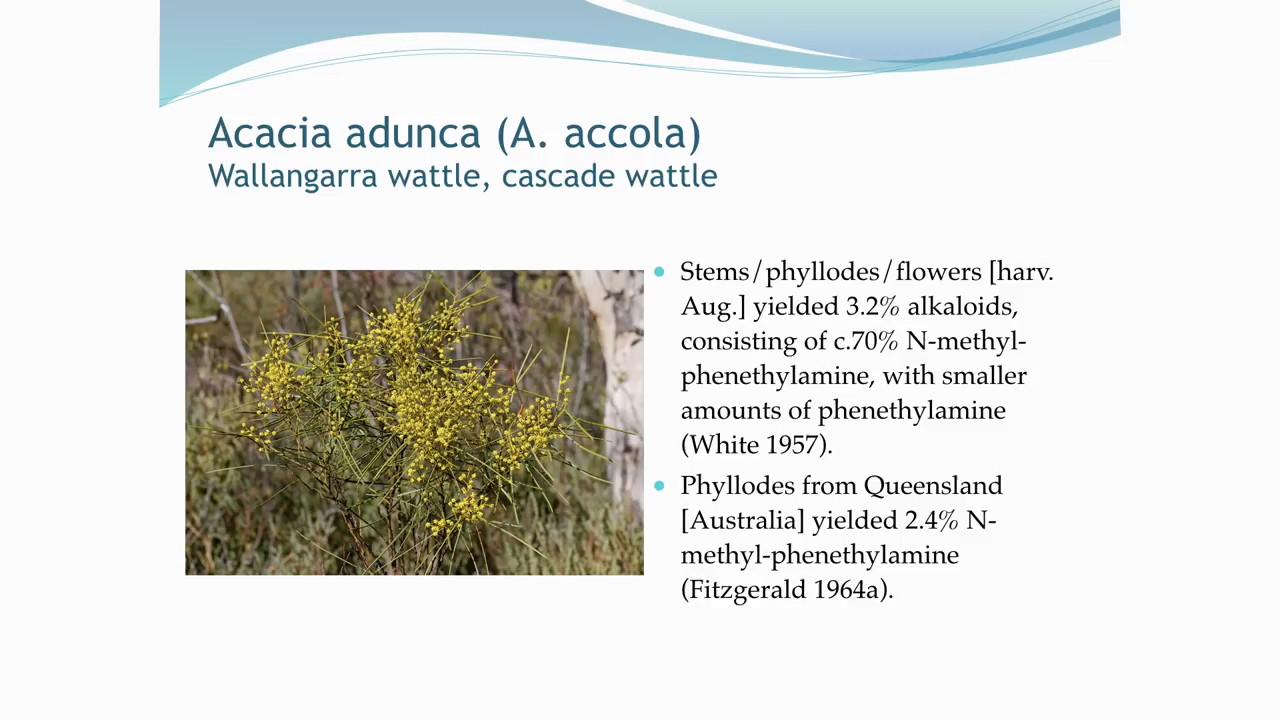 Acacia adunca (A. accola)
Wallangarra wattle, cascade wattle
• Stems/phyllodes/flowers [harv.
Aug.] yielded 3.2% alkaloids,
consisting of c.70% N-methyl-
phenethylamine, with smaller
amounts of phenethylamine
(White 1957).
• Phyllodes from Queensland
[Australia] yielded 2.4% N-
methyl-phenethylamine
(Fitzgerald 1964a).